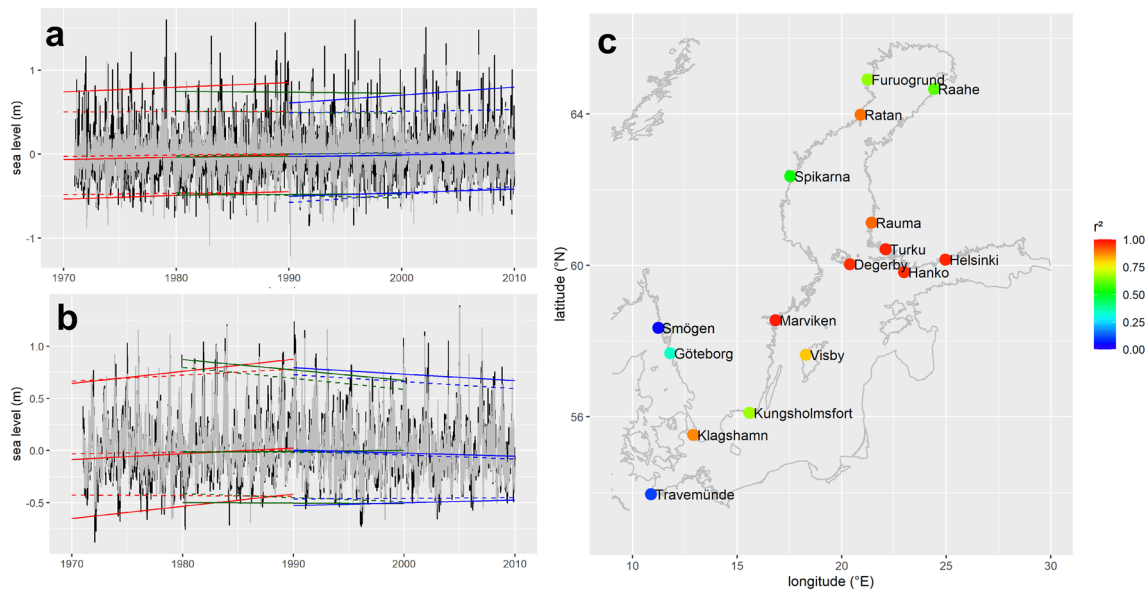 a
sea level (m)
1
0
-1
1970
1980
1990
2000
2010
b
sea level (m)
1.0
0.5
0.0
-0.5
1970
1980
1990
2000
2010
c
latitude (°N)
64
60
56
Furuogrund
Raahe
Ratan
Spikarna
Rauma
Turku
Degerby
Helsinki
Hanko
Marviken
Smögen
Göteborg
Visby
Kungsholmsfort
Klagshamn
Travemünde
10
15
20
25
30
longitude (°E)
r²
1.00
0.75
0.50
0.25
0.00